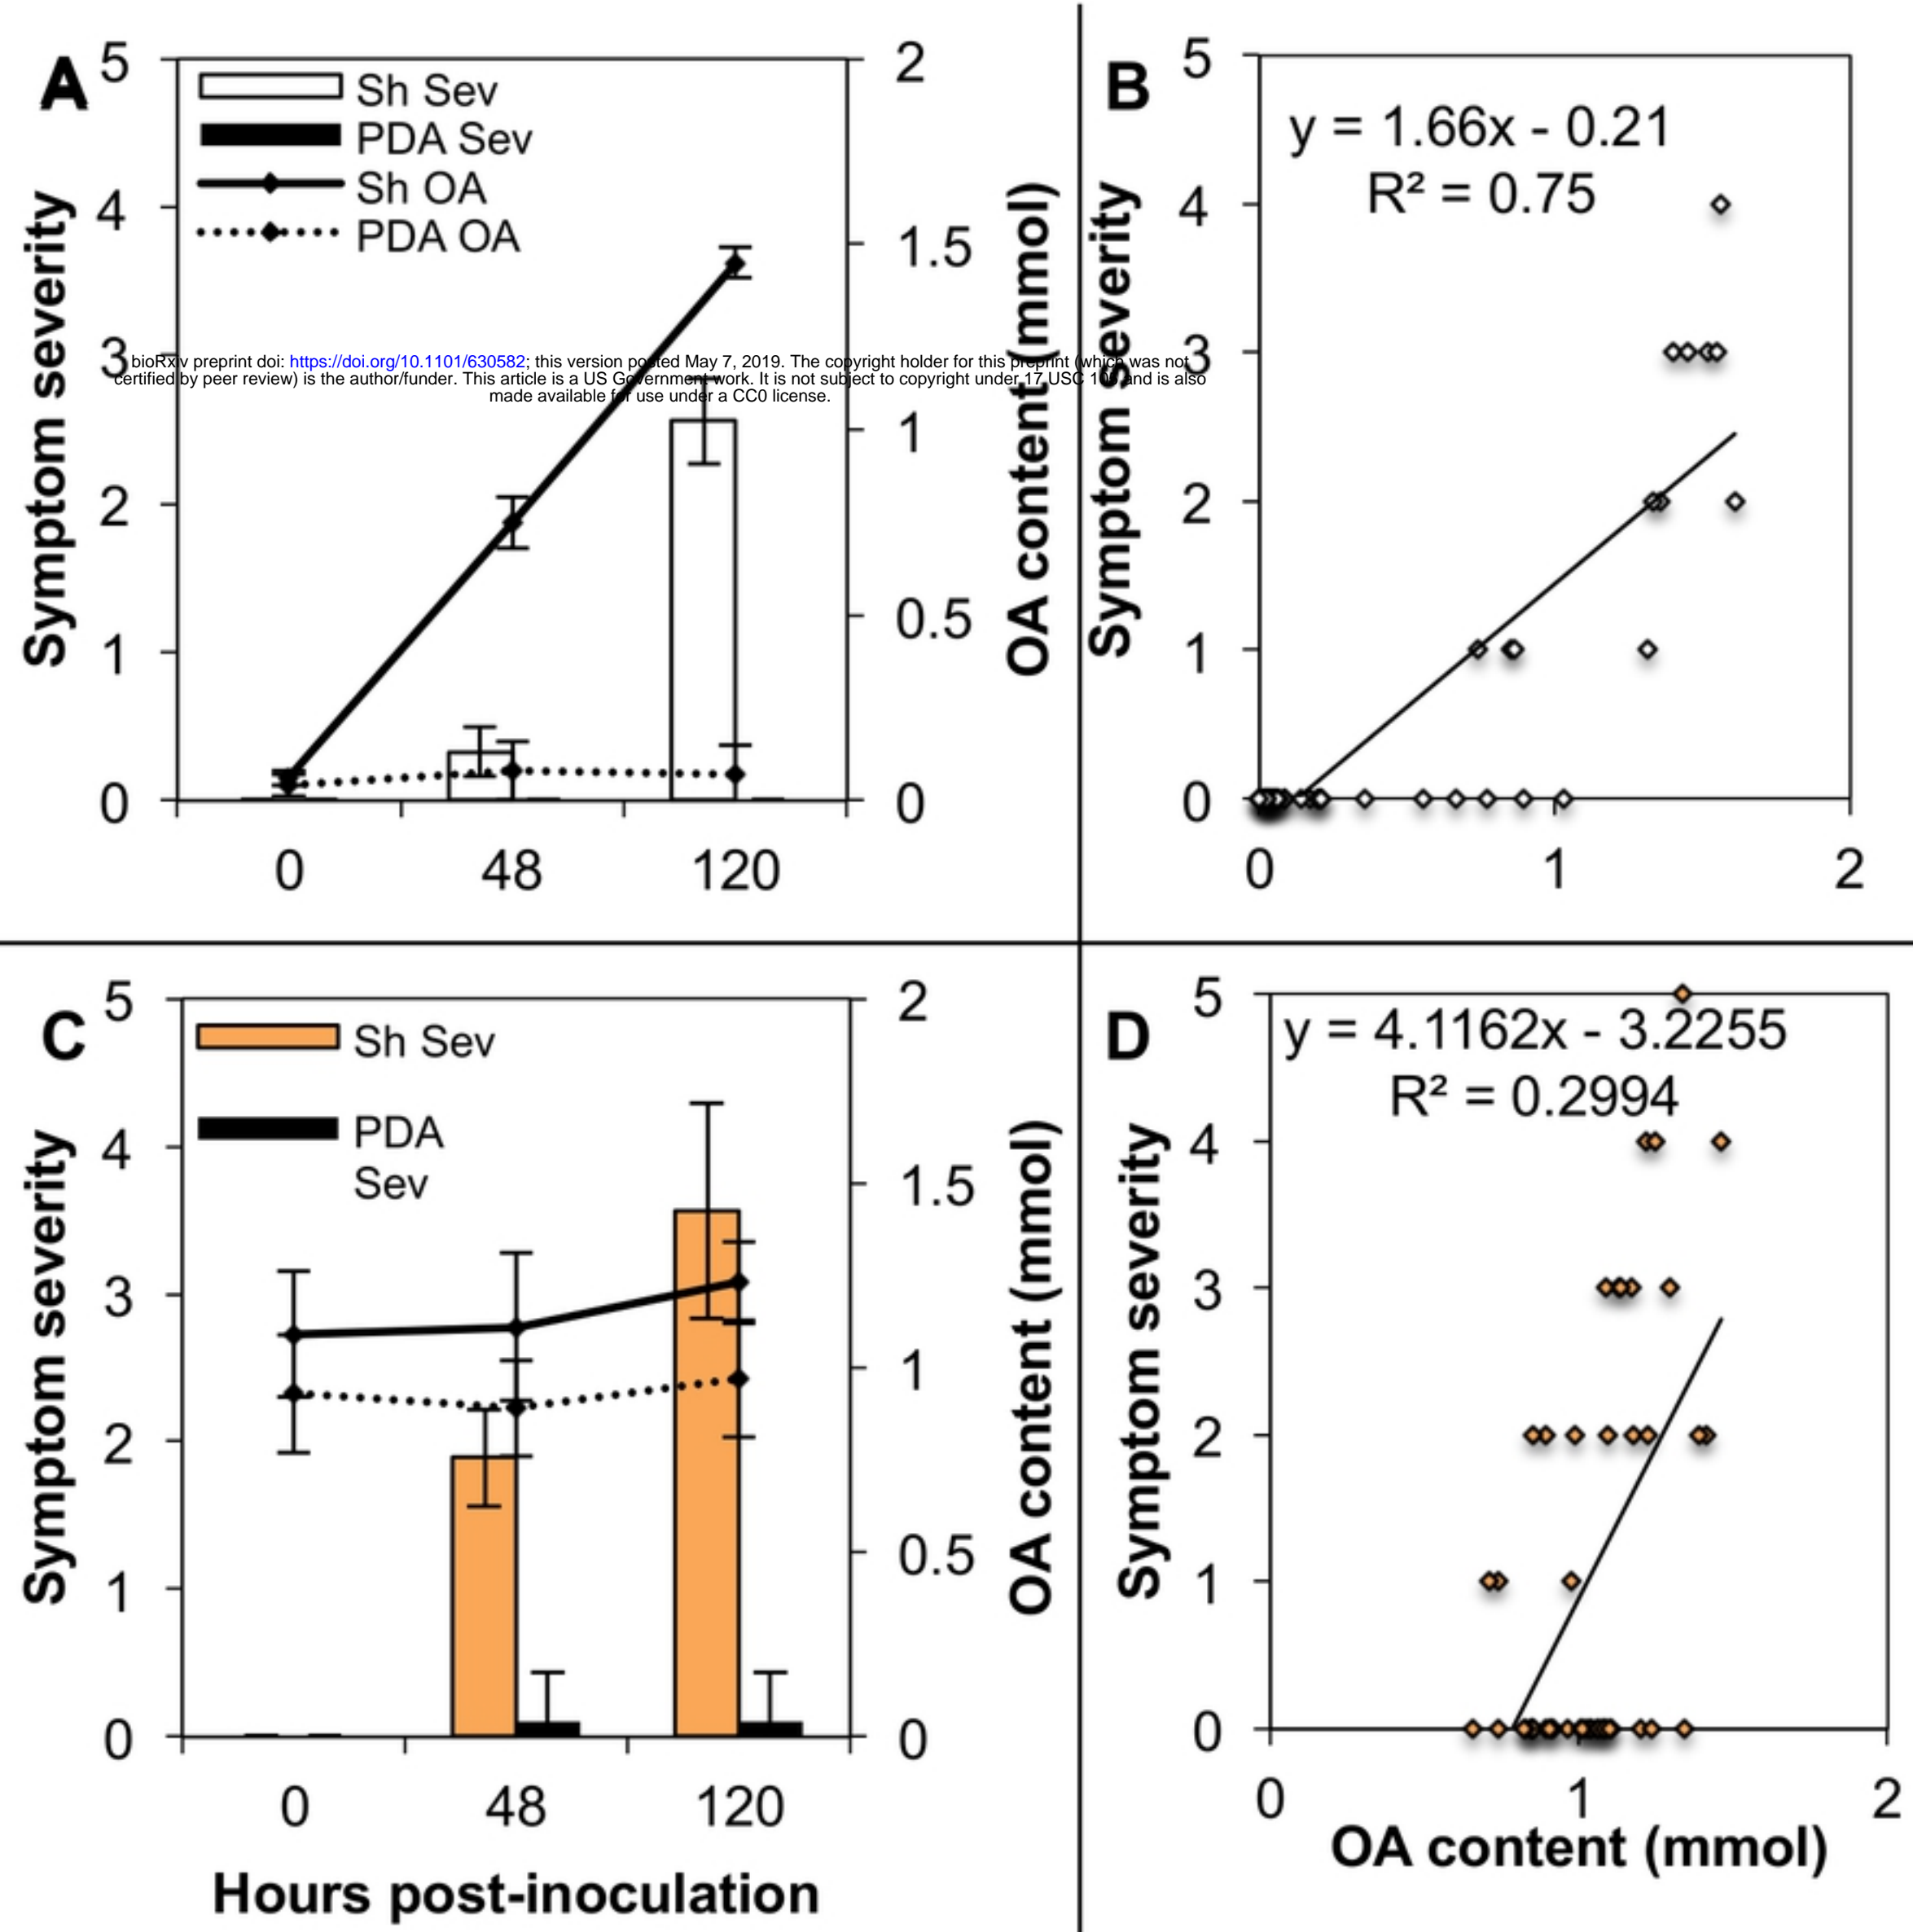 A
5
4
3
2
1
0
Symptom severity
Sh Sev
PDA Sev
Sh OA
PDA OA
2
1.5
1
0.5
0
OA content (mmol)
0 48 120
bioRxiv preprint doi: https://doi.org/10.1101/630582; this version posted May 7, 2019. The copyright holder for this preprint (which was not
certified by peer review) is the author/funder. This article is a US Government work. It is not subject to copyright under 17 USC 105 and is also
made available for use under a CC0 license.
B
5
4
3
2
1
0
Symptom severity
y = 1.66x - 0.21
R² = 0.75
0 1 2
C
5
4
3
2
1
0
Symptom severity
Sh Sev
PDA
Sev
2
1.5
1
0.5
0
OA content (mmol)
0 48 120
Hours post-inoculation
D
5
4
3
2
1
0
Symptom severity
y = 4.1162x - 3.2255
R² = 0.2994
0 1 2
OA content (mmol)